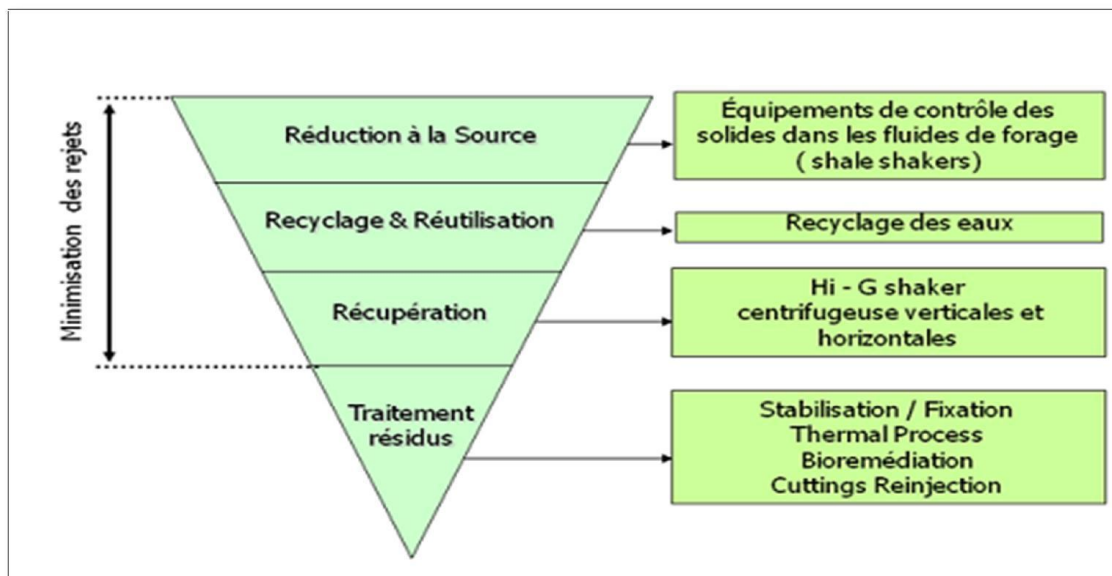 Minimisation des rejets
Réduction à la Source
Équipements de contrôle des
solides dans les fluides de forage
( shale shakers)
Recyclage & Réutilisation
Recyclage des eaux
Récupération
Hi - G shaker
centrifugeuse verticales et
horizontales
Traitement
résidus
Stabilisation / Fixation
Thermal Process
Bioremédiation
Cuttings Reinjection